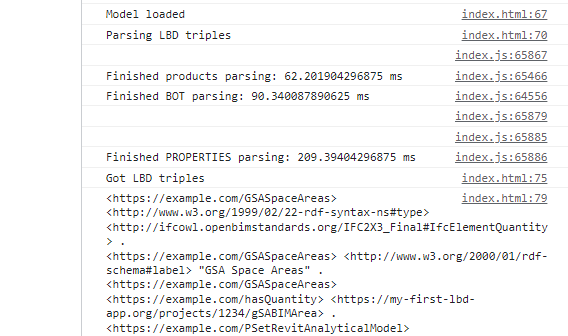 Model loaded index.html:67
Parsing LBD triples index.html:70
index.js:65867
Finished products parsing: 62.201904296875 ms index.js:65466
Finished BOT parsing: 90.340087890625 ms index.js:64556
index.js:65879
index.js:65885
Finished PROPERTIES parsing: 209.39404296875 ms index.js:65886
Got LBD triples index.html:75
<https://example.com/GSASpaceAreas> index.html:79
<http://www.w3.org/1999/02/22-rdf-syntax-ns#type>
<http://ifcowl.openbimstandards.org/IFC2X3_Final#IfcElementQuantity
> .
<https://example.com/GSASpaceAreas> <http://www.w3.org/2000/01/rdf-
schema#label> "GSA Space Areas" .
<https://example.com/GSASpaceAreas>
<https://example.com/hasQuantity> <https://my-first-lbd-
app.org/projects/1234/gSABIMArea> .
<https://example.com/PSetRevitAnalyticalModel>